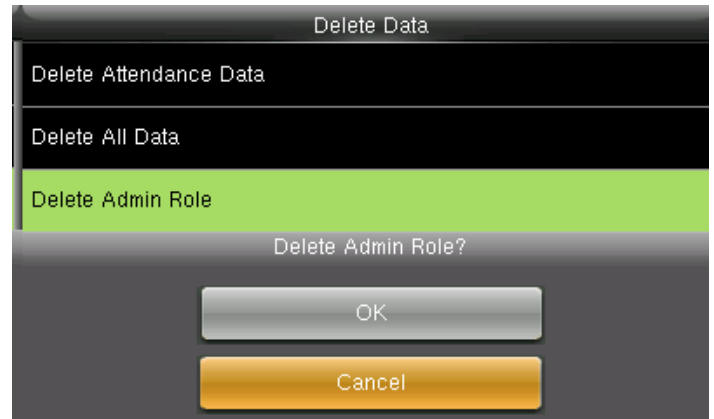 Delete Data
Delete Attendance Data
Delete All Data
Delete Admin Role
Delete Admin Role?
OK
Cancel